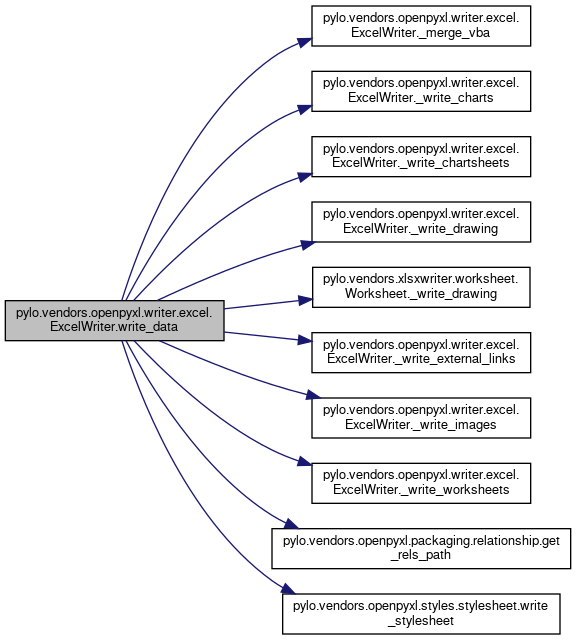 pylo.vendors.openpyxl.writer.excel.
ExcelWriter._merge_vba
pylo.vendors.openpyxl.writer.excel.
ExcelWriter._write_charts
pylo.vendors.openpyxl.writer.excel.
ExcelWriter._write_chartsheets
pylo.vendors.openpyxl.writer.excel.
ExcelWriter._write_drawing
pylo.vendors.xlsxwriter.worksheet.
Worksheet._write_drawing
pylo.vendors.openpyxl.writer.excel.
ExcelWriter.write_data
pylo.vendors.openpyxl.writer.excel.
ExcelWriter._write_external_links
pylo.vendors.openpyxl.writer.excel.
ExcelWriter._write_images
pylo.vendors.openpyxl.writer.excel.
ExcelWriter._write_worksheets
pylo.vendors.openpyxl.packaging.relationship.get
_rels_path
pylo.vendors.openpyxl.styles.stylesheet.write
_stylesheet